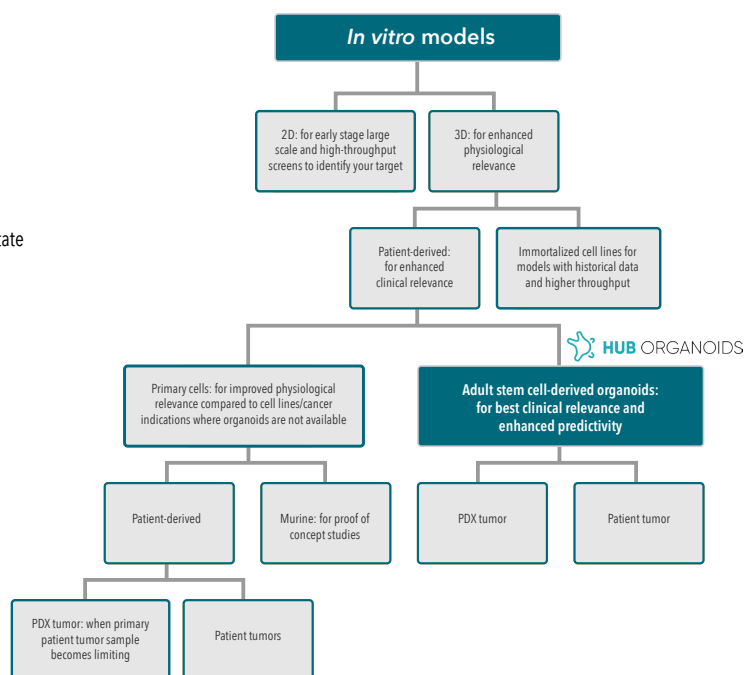 In vitro models
2D: for early stage large
scale and high-throughput
screens to identify your target
3D: for enhanced
physiological
relevance
tate
Patient-derived:
for enhanced
clinical relevance
Immortalized cell lines for
models with historical data
and higher throughput
HUB ORGANOIDS
Primary cells: for improved physiological
relevance compared to cell lines/cancer
indications where organoids are not available
Adult stem cell-derived organoids:
for best clinical relevance and
enhanced predictivity
Patient-derived
Murine: for proof of
concept studies
PDX tumor
Patient tumor
PDX tumor: when primary
patient tumor sample
becomes limiting
Patient tumors